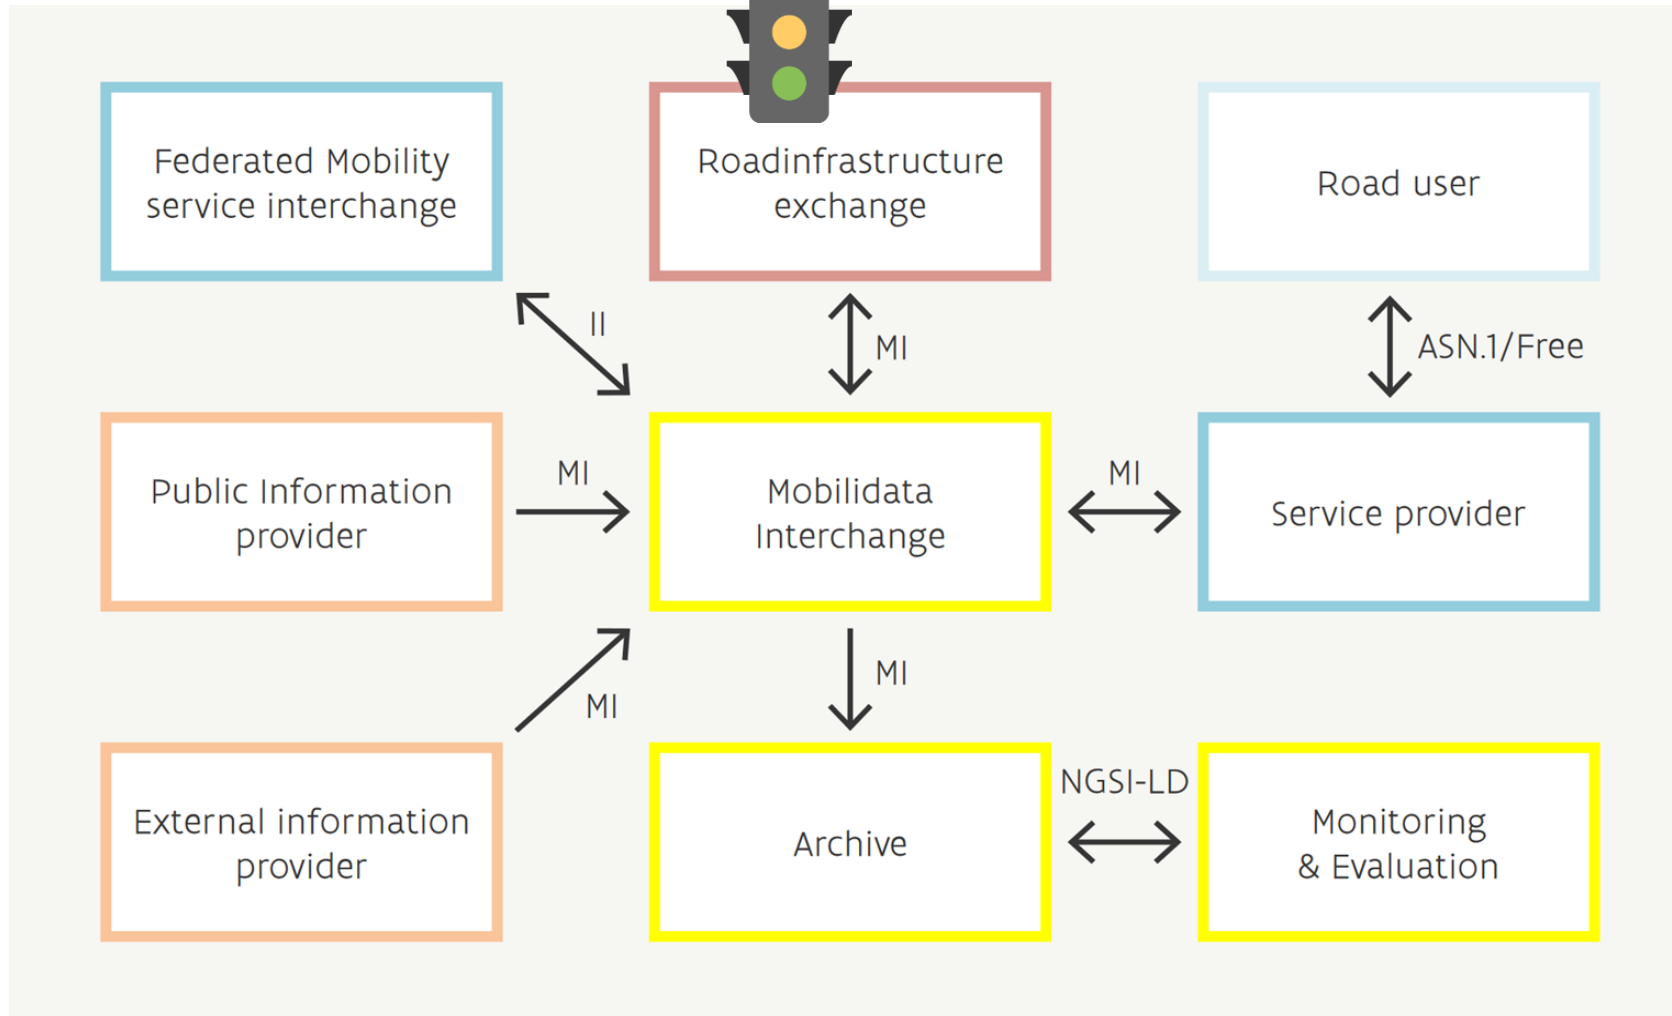 Federated Mobility
service interchange
Roadinfrastructure
exchange
Road user
II
MI
ASN.1/Free
Public Information
provider
MI
Mobilidata
Interchange
MI
Service provider
MI
MI
External information
provider
Archive
NGSI-LD
Monitoring
& Evaluation